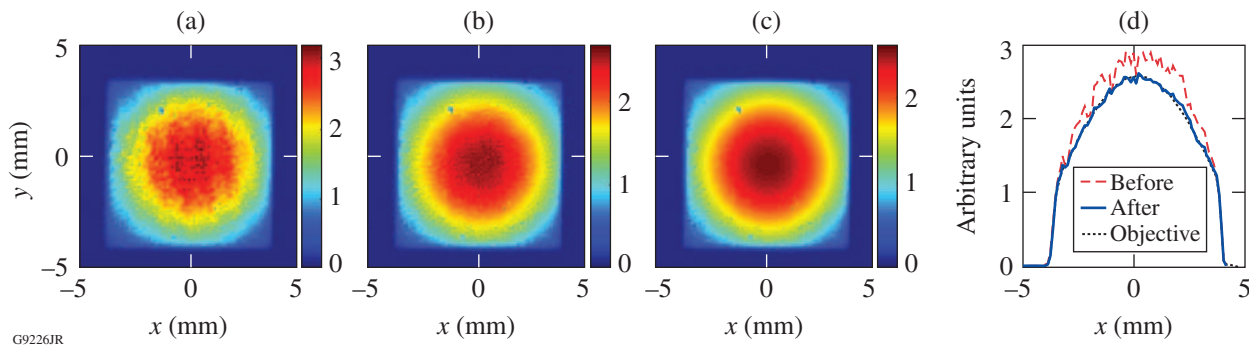 (a)
(b)
(c)
(d)
5
0
–5
y (mm)
–5
0
5
x (mm)
3
2
1
0
–5
0
5
x (mm)
2
1
0
–5
0
5
x (mm)
2
1
0
Arbitrary units
3
2
1
0
Before
After
Objective
–5
0
5
x (mm)
G9226JR